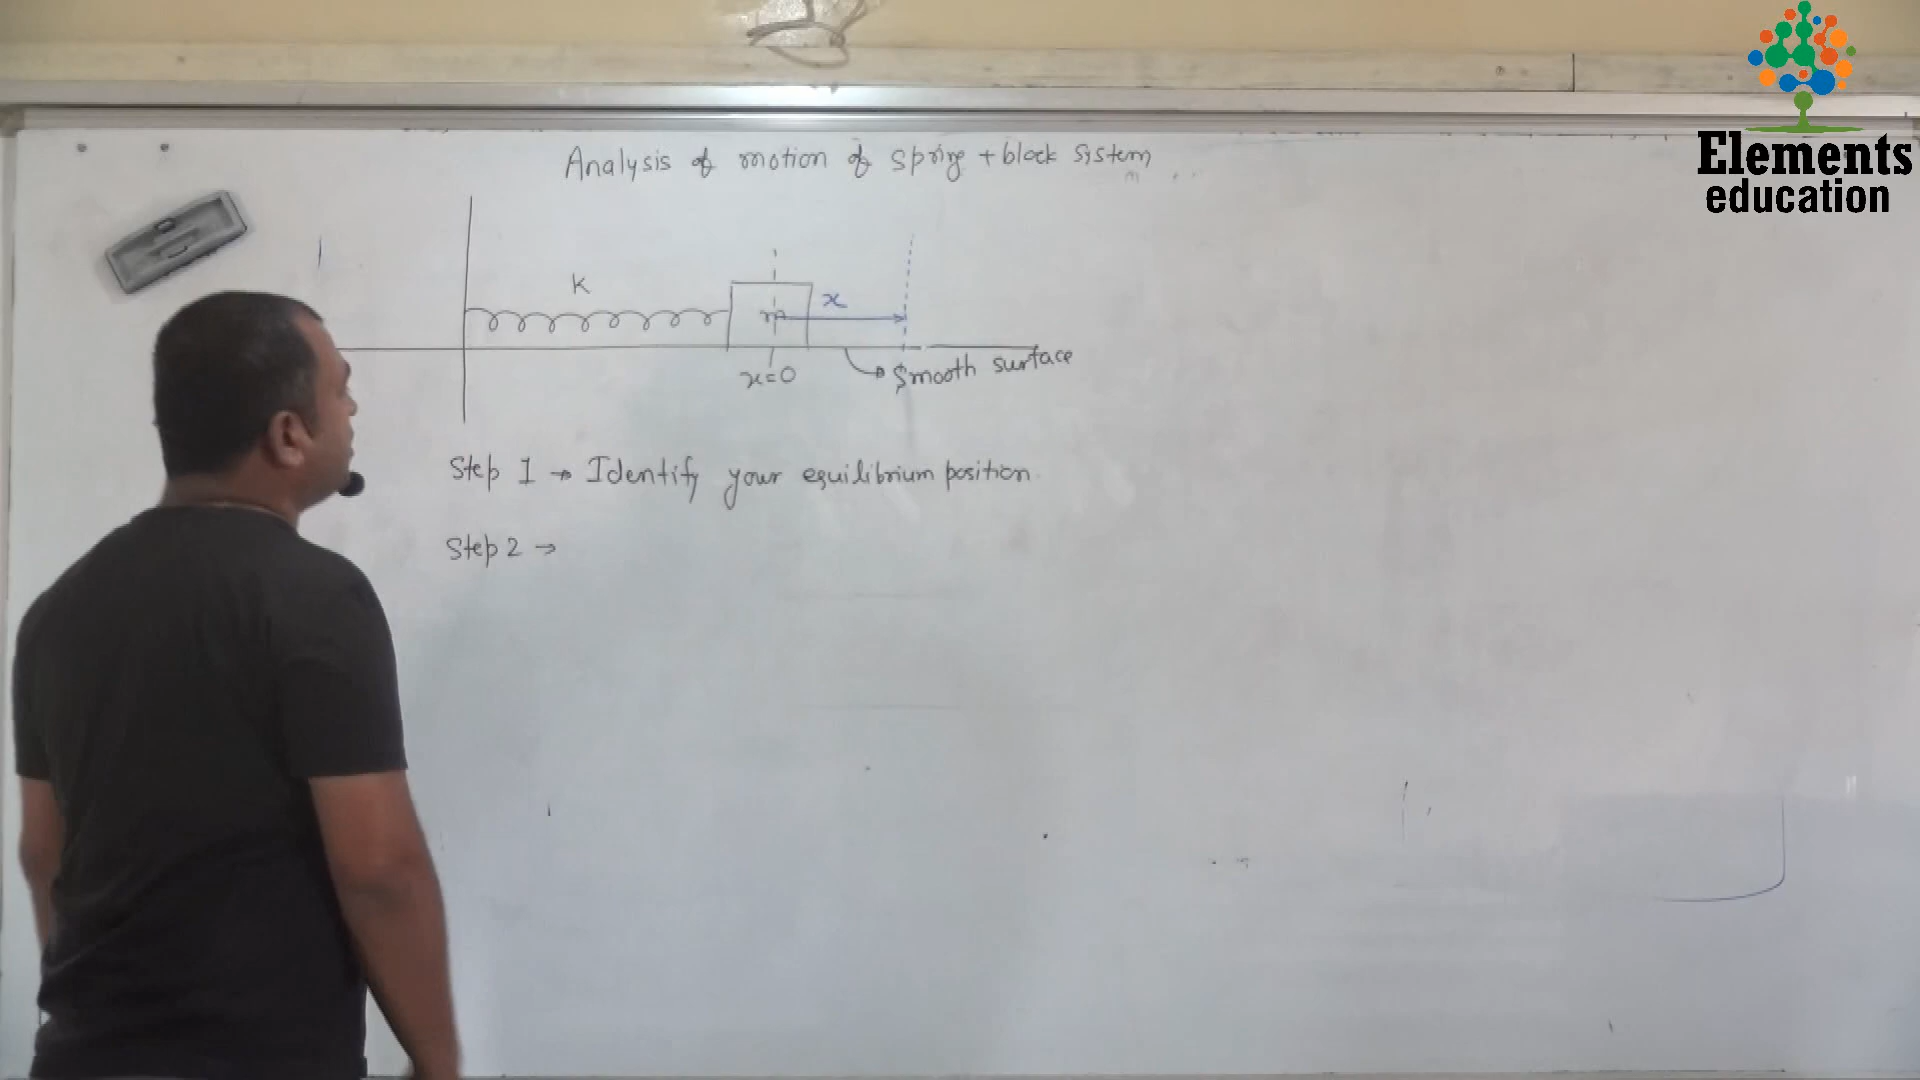 Elements
education
Analysis of motion of spring + block system
K
x
m
x=0
Smooth surface
Step 1 → Identify your equilibrium position.
Step 2 →